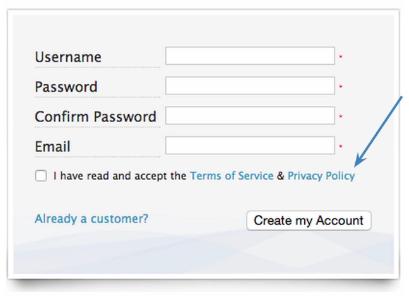 Username *
Password *
Confirm Password *
Email *
I have read and accept the Terms of Service & Privacy Policy
Already a customer? Create my Account